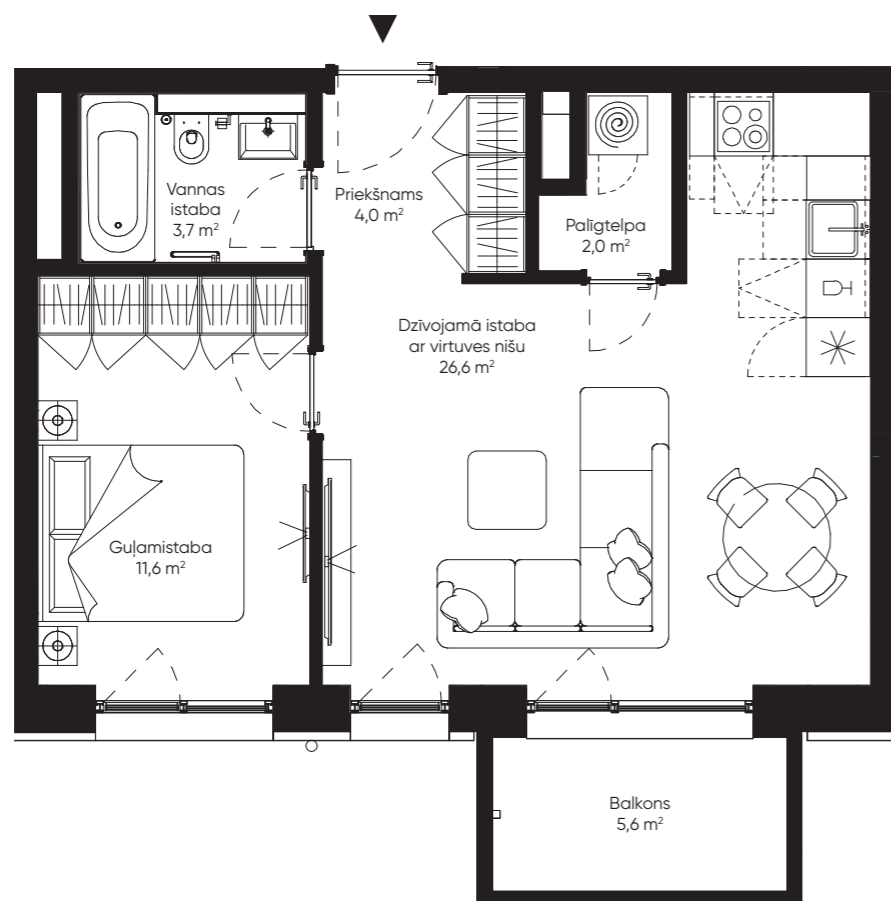 Vannas
istaba
3,7 m²
Priekšnams
4,0 m²
Palīgtelpa
2,0 m²
Dzīvojamā istaba
ar virtuves nišu
26,6 m²
Guļamistaba
11,6 m²
Balkons
5,6 m²